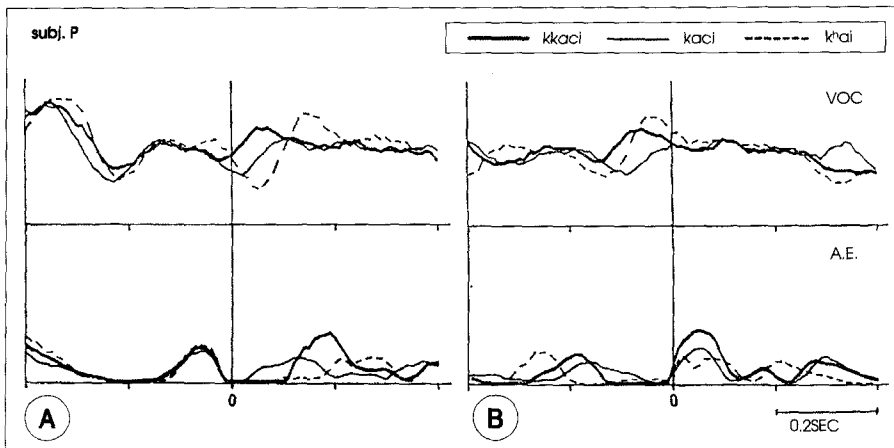 subj. P
kkaci kaci kʰai
VOC
A.E.
A 0 B 0
0.2SEC